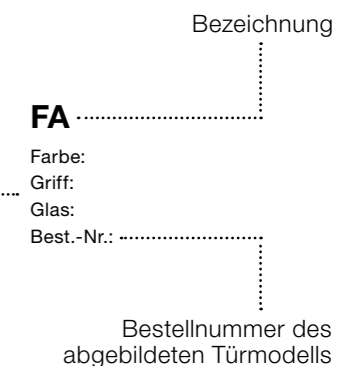 Bezeichnung
FA
Farbe:
Griff:
Glas:
Best.-Nr.:
Bestellnummer des
abgebildeten Türmodells